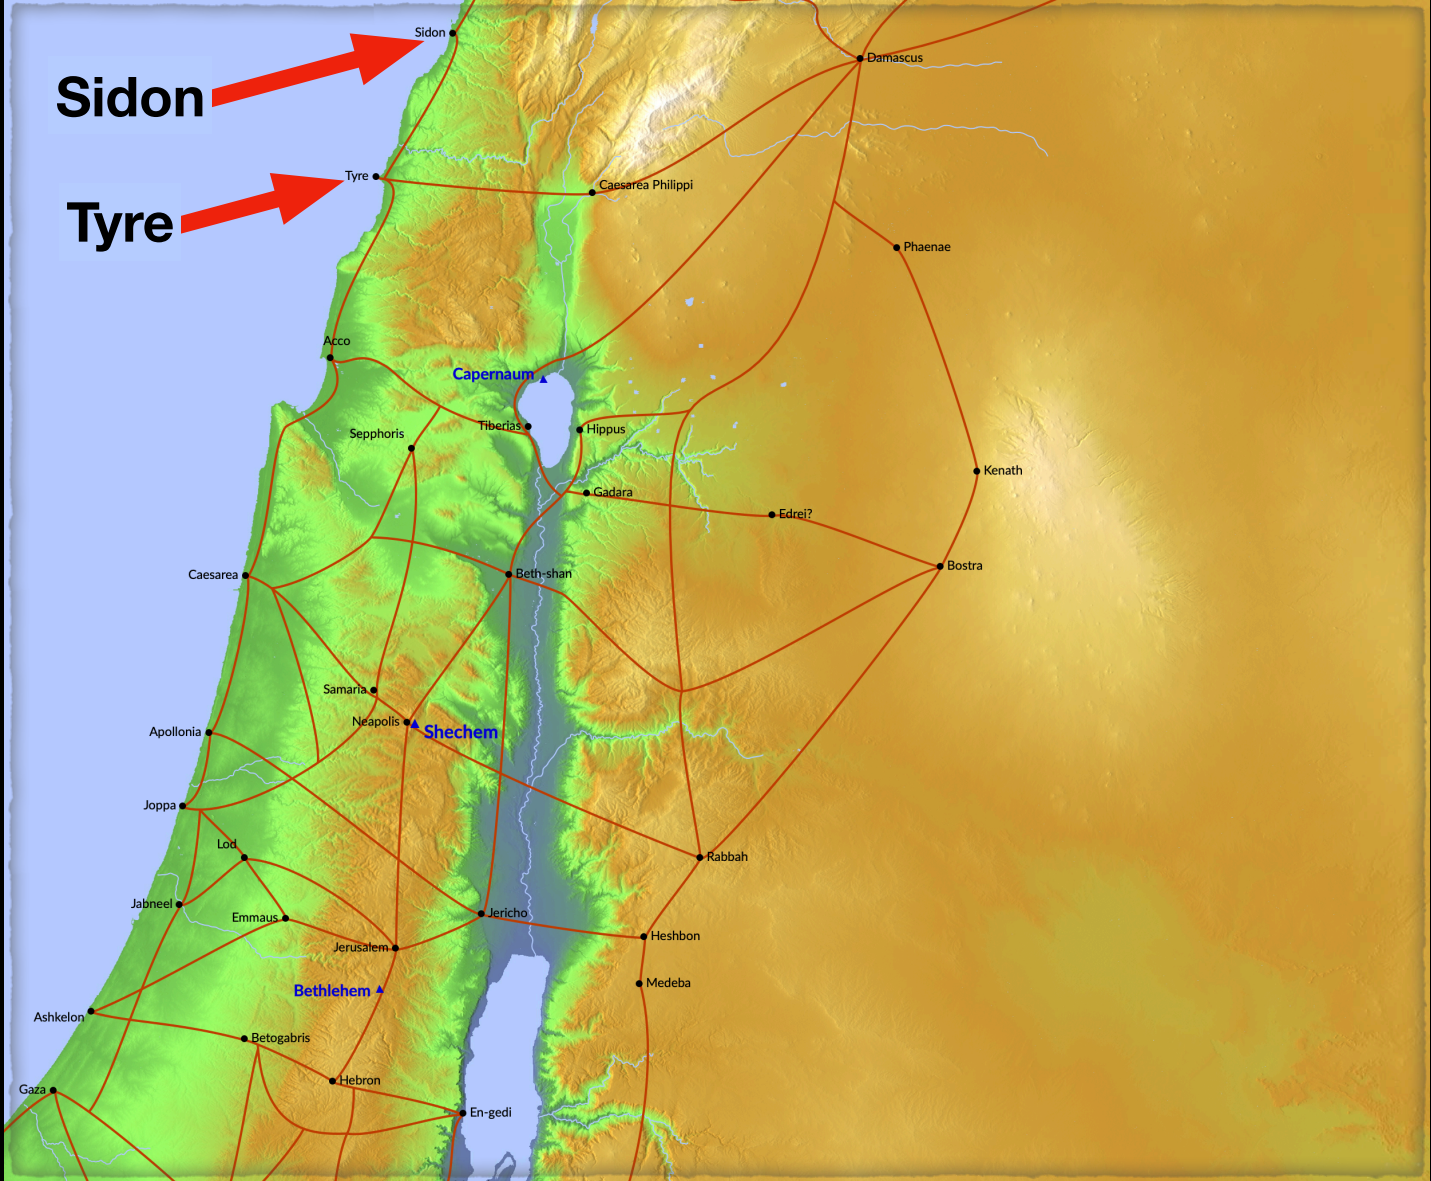 Sidon
Damascus
Sidon
Tyre
Caesarea Philippi
Tyre
Phaenae
Acco
Capernaum
Tiberias
Hippus
Sepphoris
Kenath
Gadara
Edrei?
Bostra
Caesarea
Beth-shan
Samaria
Neapolis
Shechem
Apollonia
Joppa
Lod
Rabbah
Jabneel
Emmaus
Jericho
Heshbon
Jerusalem
Medeba
Bethlehem
Ashkelon
Betogabris
Hebron
Gaza
En-gedi